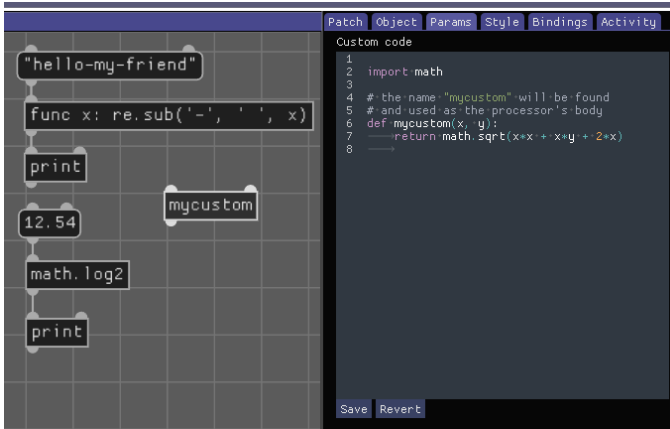 "hello-my-friend"
func x: re.sub('-', ' ', x)
print
mycustom
12.54
math.log2
print
Patch Object Params Style Bindings Activity
Custom code
1
2 import math
3
4 # the name "mycustom" will be found
5 # and used as the processor's body
6 def mycustom(x, y):
7 return math.sqrt(x*x + x*y + 2*x)
8
Save Revert